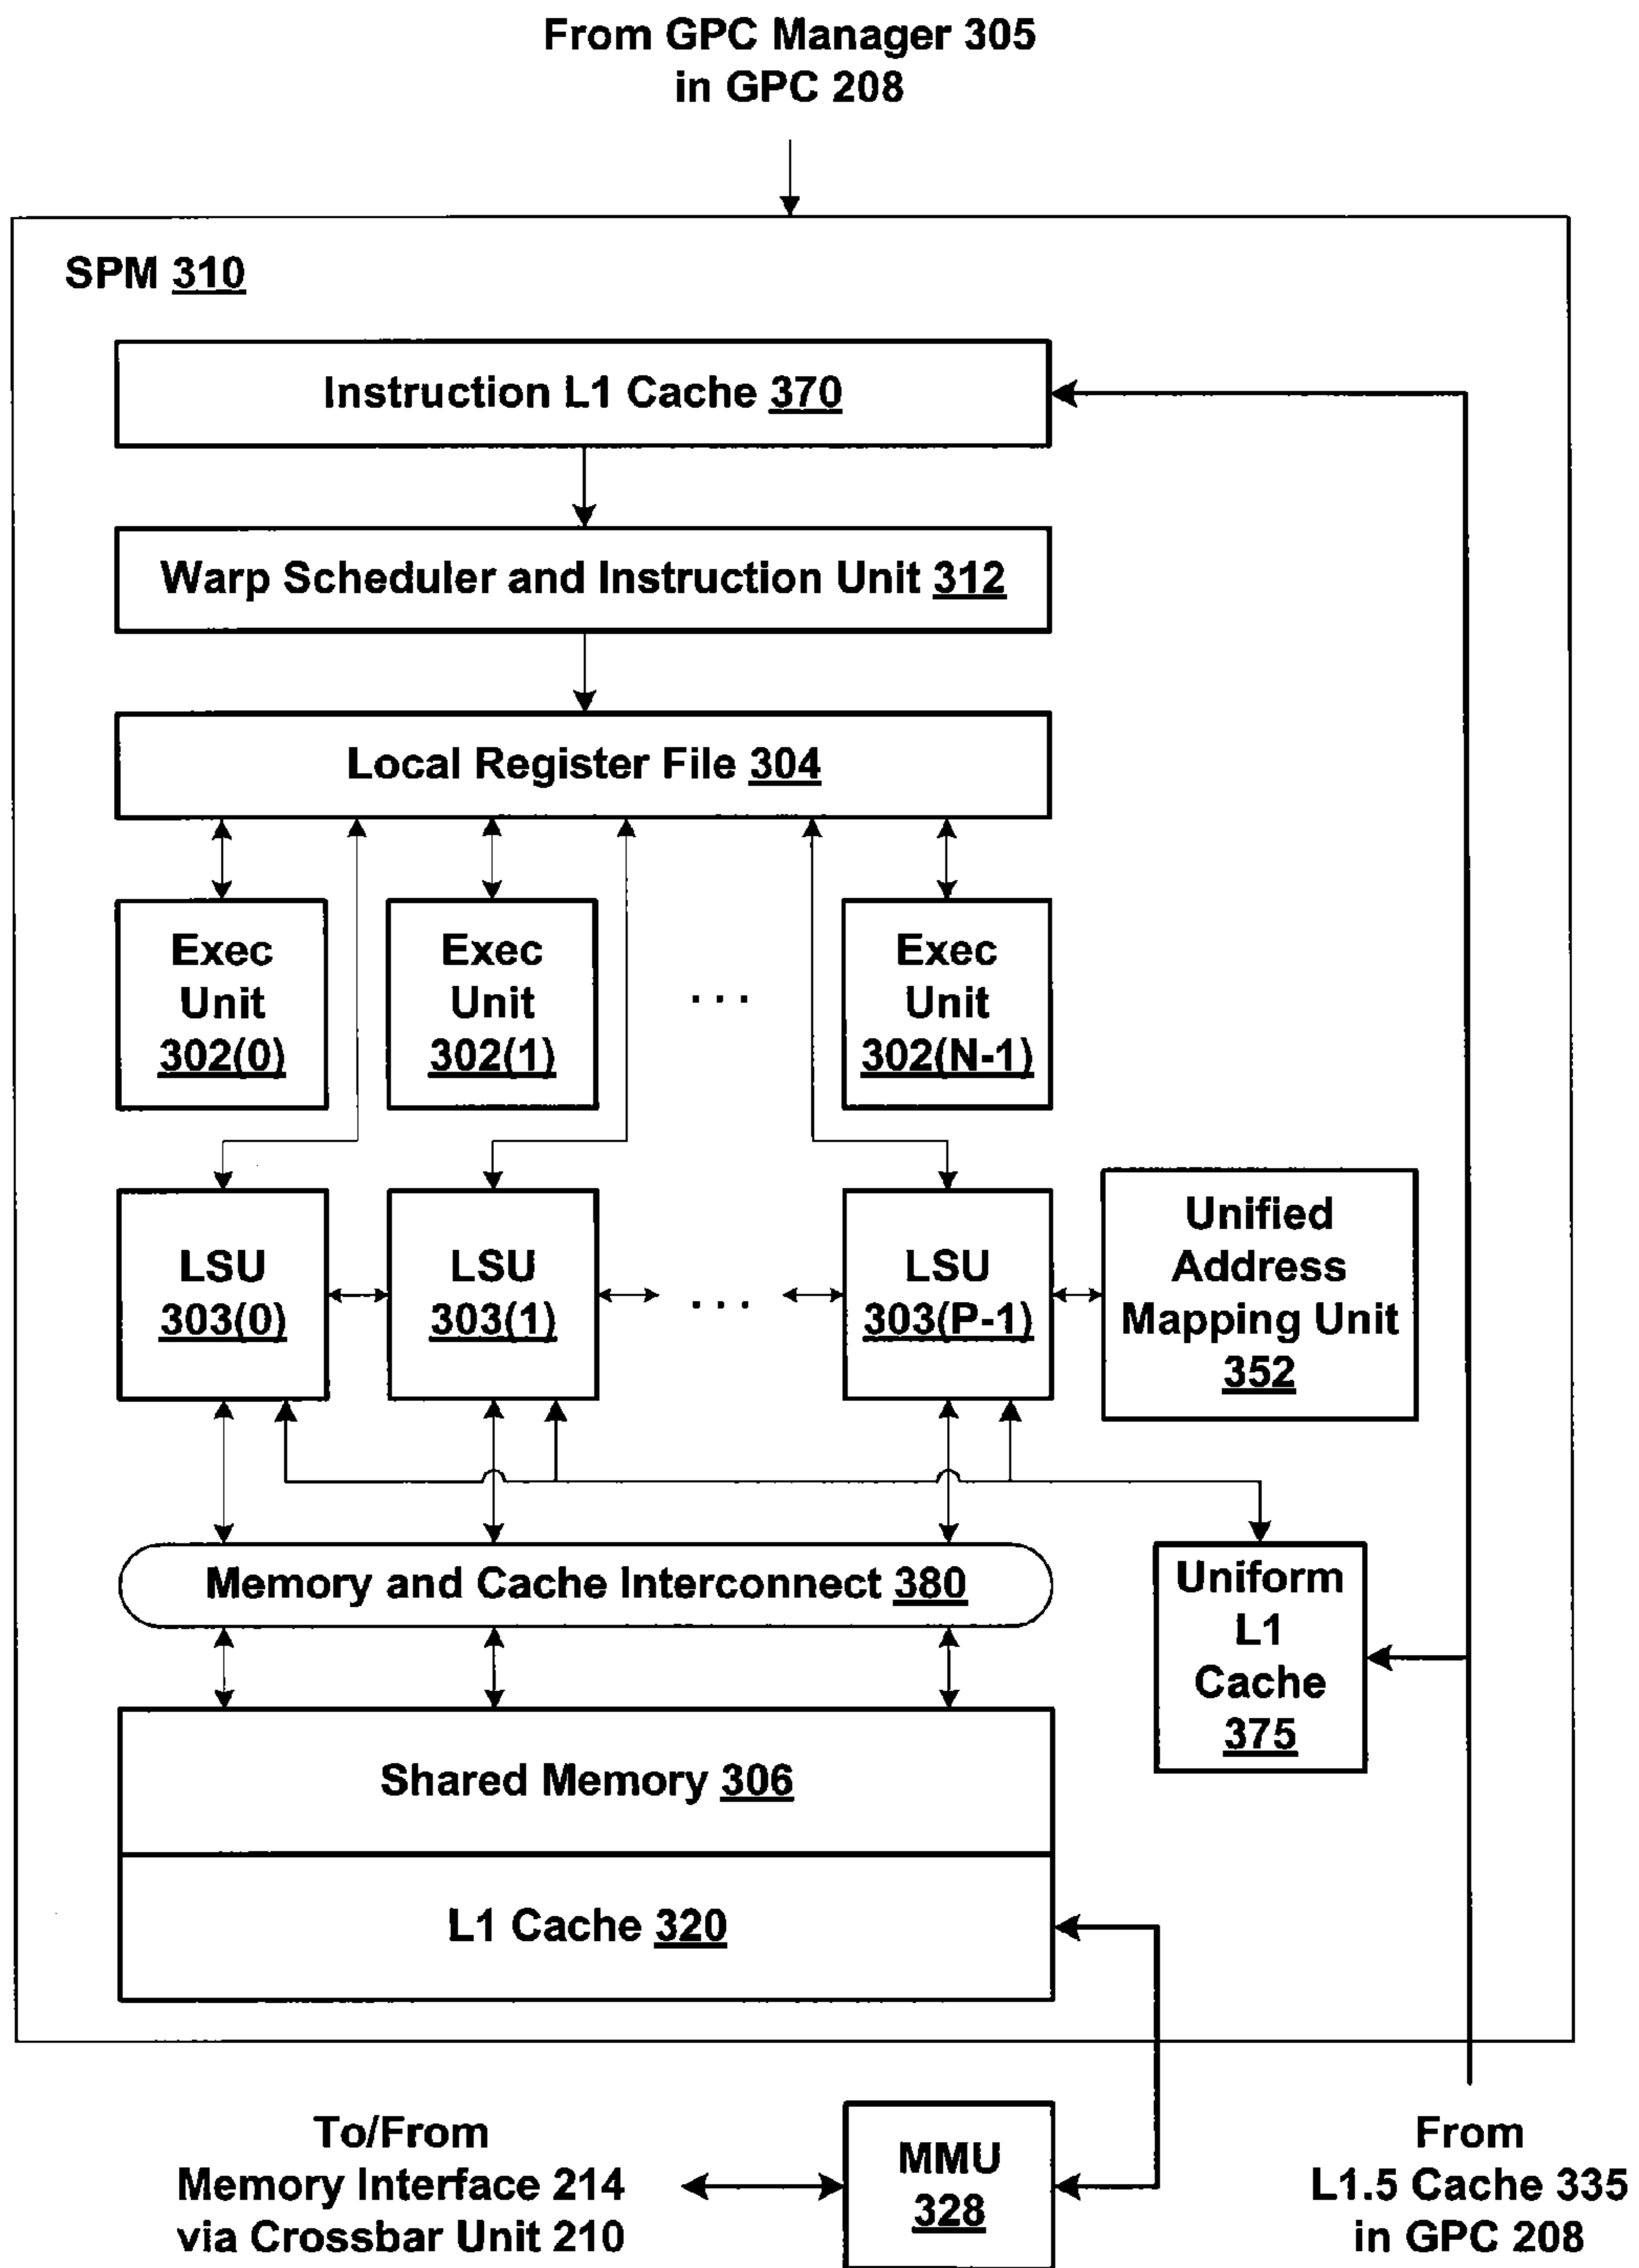 From GPC Manager 305
in GPC 208
SPM 310
Instruction L1 Cache 370
Warp Scheduler and Instruction Unit 312
Local Register File 304
Exec
Unit
302(0)
Exec
Unit
302(1)
. . .
Exec
Unit
302(N-1)
LSU
303(0)
LSU
303(1)
. . .
LSU
303(P-1)
Unified
Address
Mapping Unit
352
Memory and Cache Interconnect 380
Uniform
L1
Cache
375
Shared Memory 306
L1 Cache 320
To/From
Memory Interface 214
via Crossbar Unit 210
MMU
328
From
L1.5 Cache 335
in GPC 208